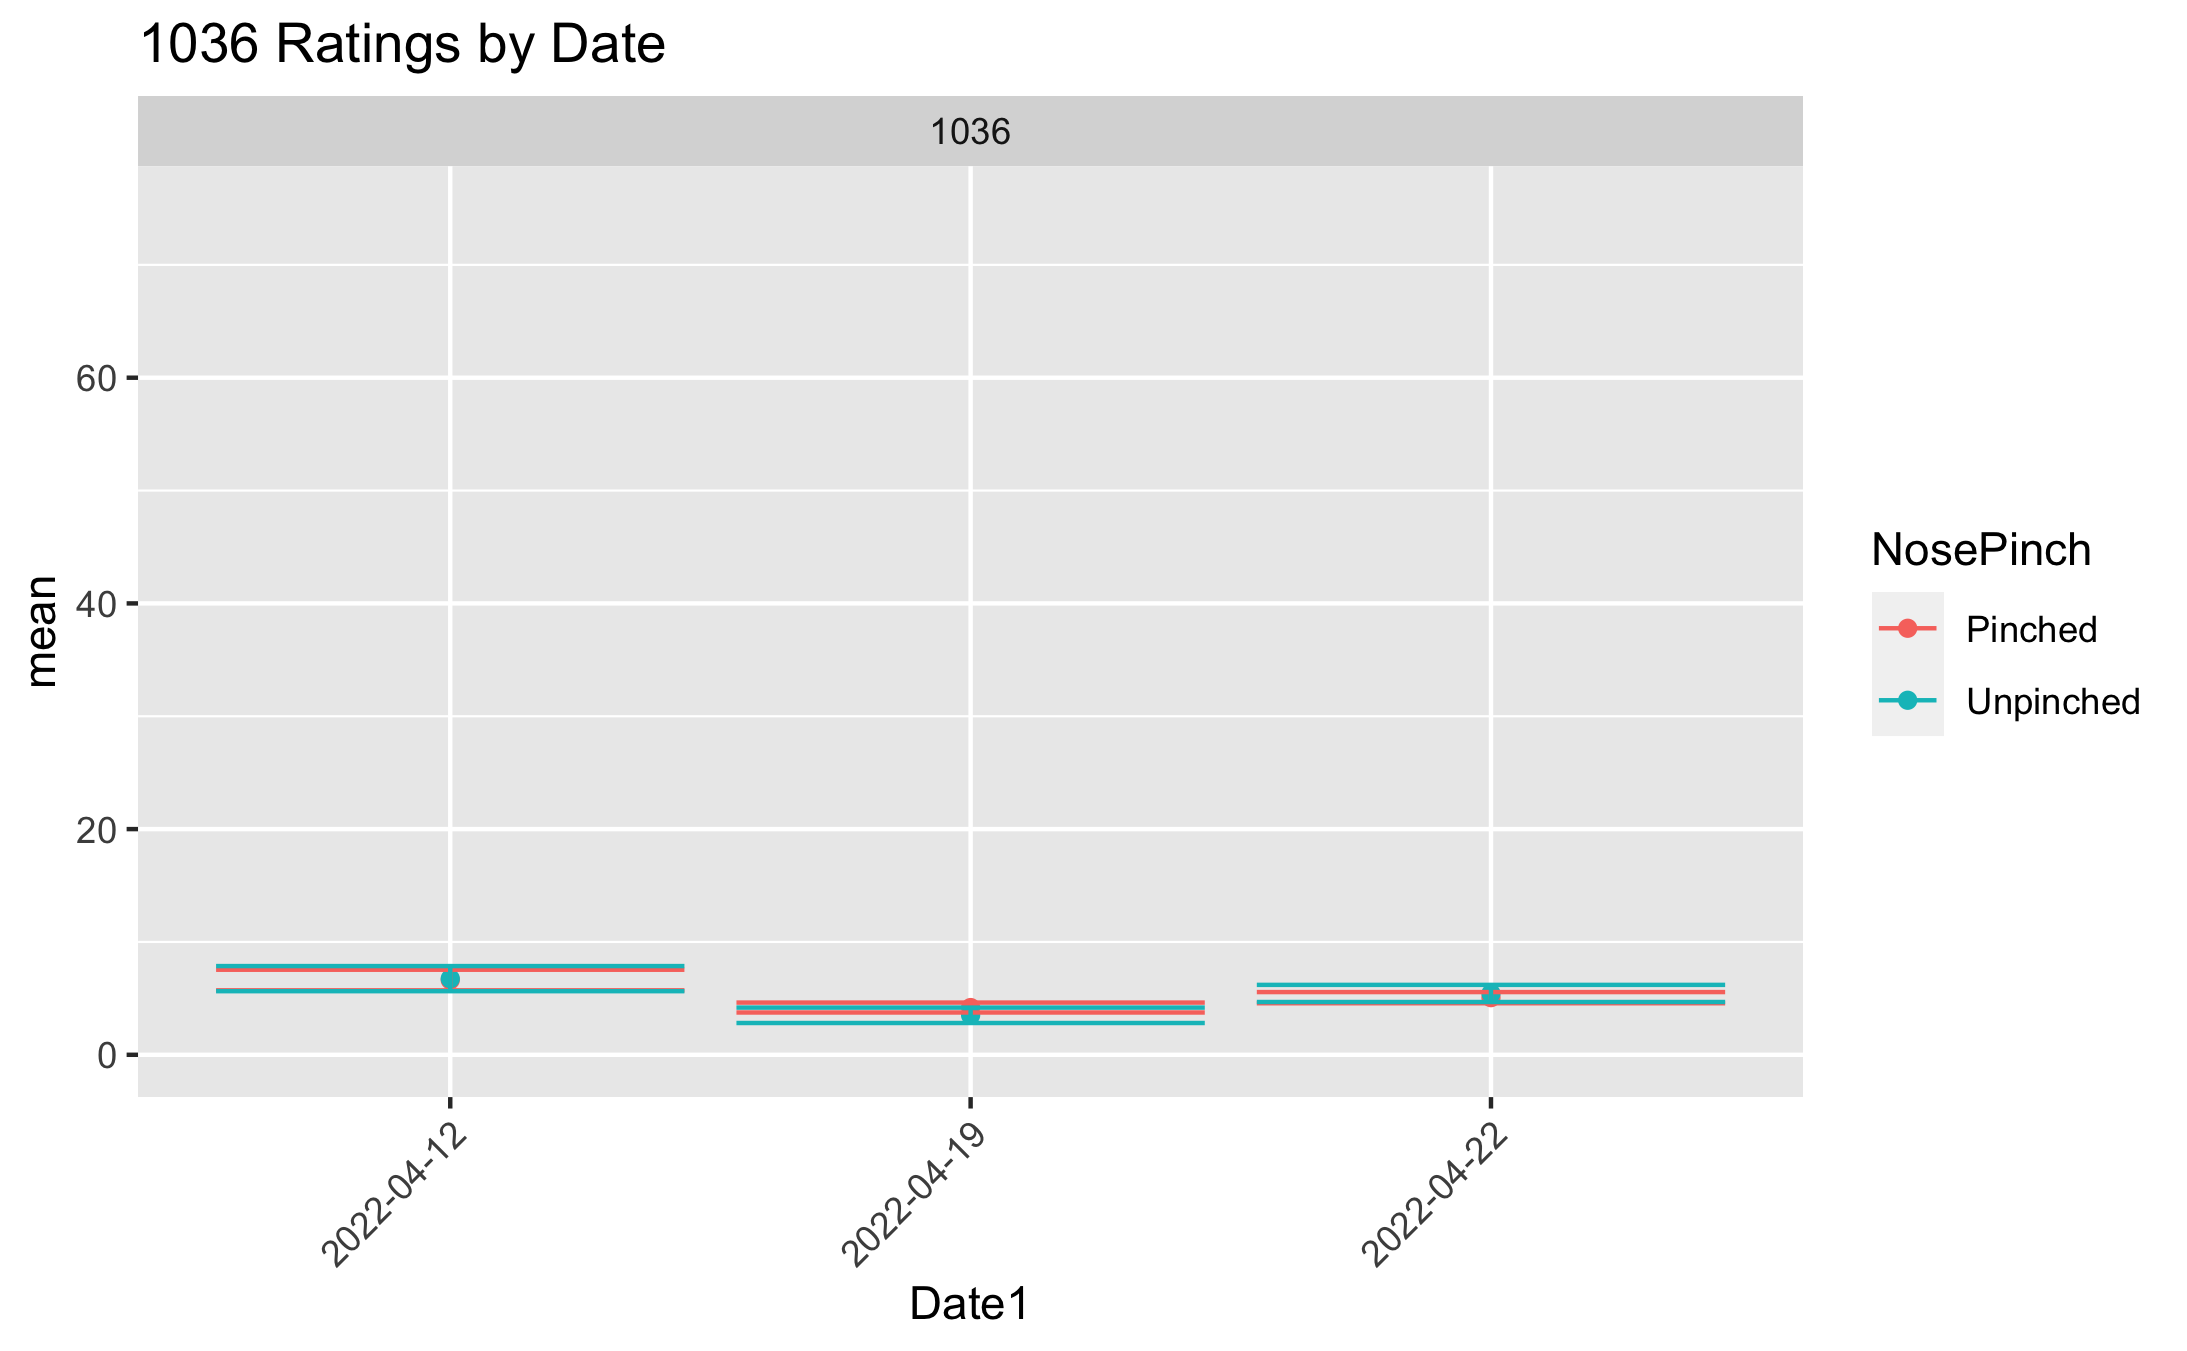 1036 Ratings by Date
1036
mean
60
40
20
0
2022-04-12
2022-04-19
2022-04-22
Date1
NosePinch
Pinched
Unpinched